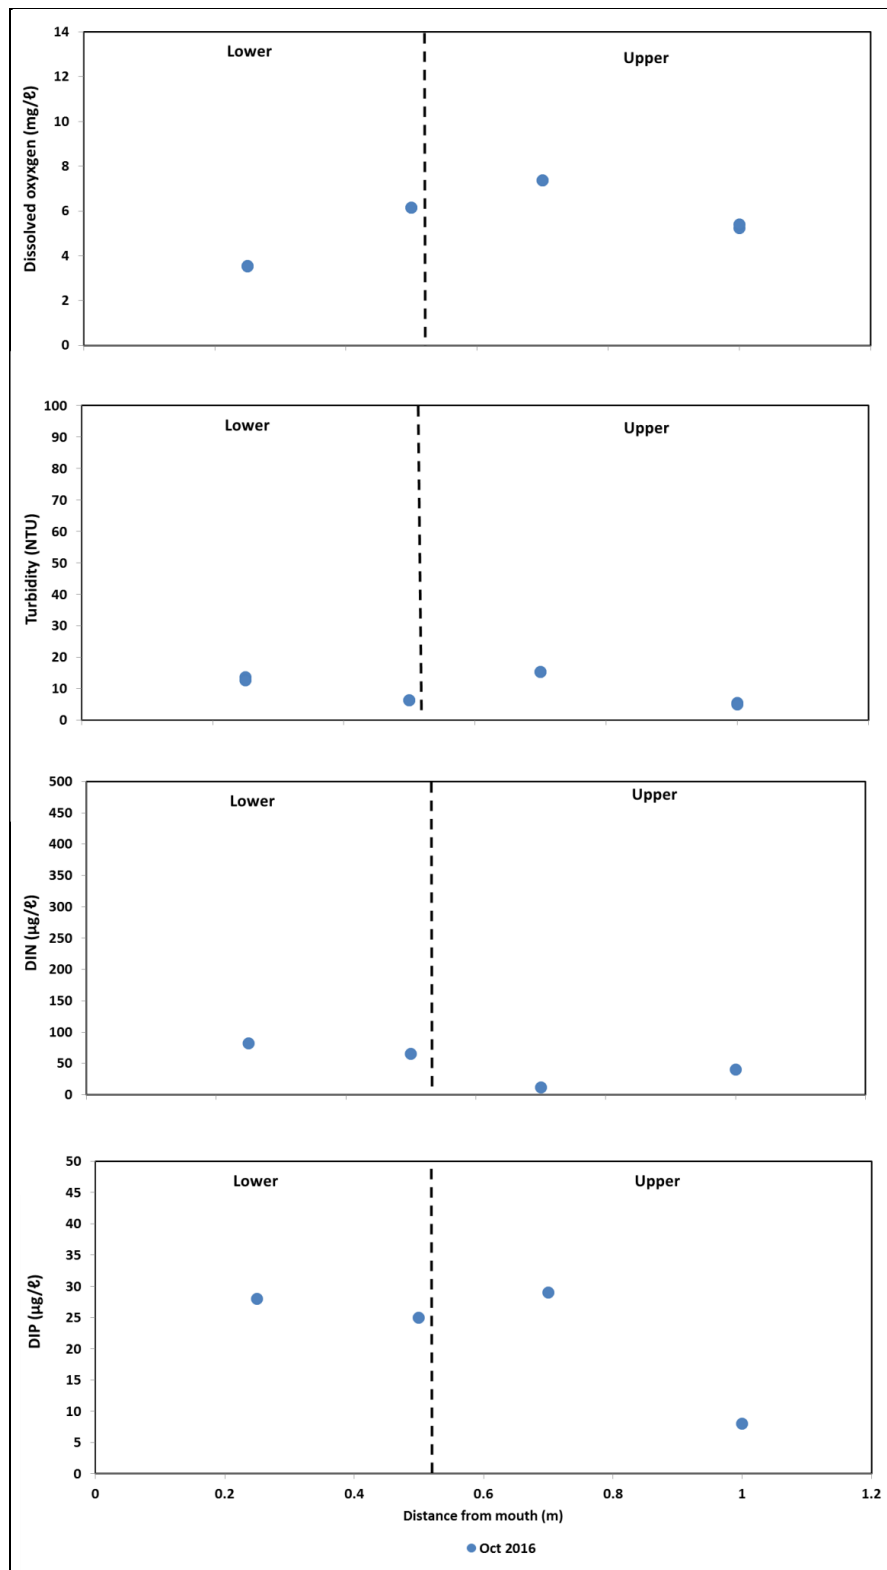 Dissolved oxyxgen (mg/ℓ)
14
12
10
8
6
4
2
0
Lower
Upper
Turbidity (NTU)
100
90
80
70
60
50
40
30
20
10
0
Lower
Upper
DIN (µg/ℓ)
500
450
400
350
300
250
200
150
100
50
0
Lower
Upper
DIP (µg/ℓ)
50
45
40
35
30
25
20
15
10
5
0
Lower
Upper
0 0.2 0.4 0.6 0.8 1 1.2
Distance from mouth (m)
Oct 2016